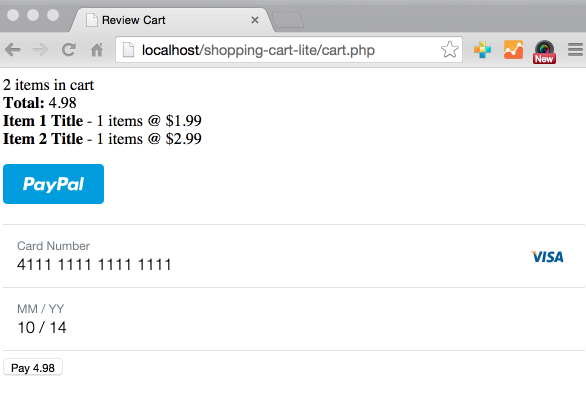 Review Cart
localhost/shopping-cart-lite/cart.php
New
2 items in cart
Total: 4.98
Item 1 Title - 1 items @ $1.99
Item 2 Title - 1 items @ $2.99
PayPal
Card Number
4111 1111 1111 1111
VISA
MM / YY
10 / 14
Pay 4.98